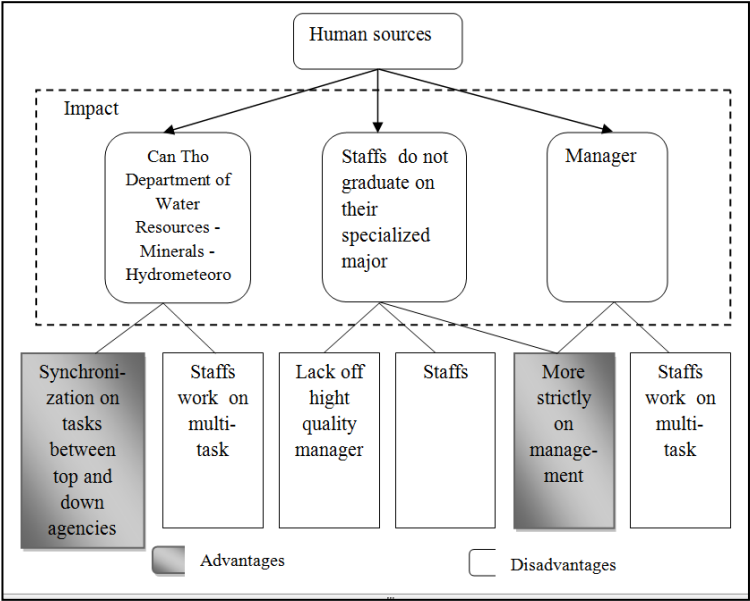 Human sources
Impact
Can Tho
Department of
Water
Resources -
Minerals -
Hydrometeoro
Staffs do not
graduate on
their
specialized
major
Manager
Synchroni-
zation on
tasks
between
top and
down
agencies
Staffs
work on
multi-
task
Lack off
hight
quality
manager
Staffs
More
strictly
on
manage-
ment
Staffs
work on
multi-
task
Advantages
Disadvantages